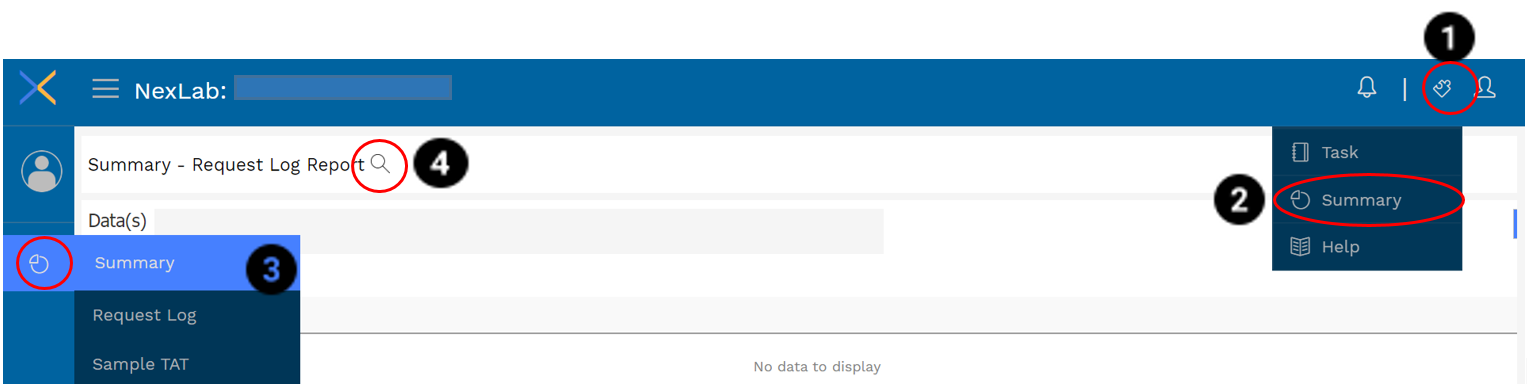 1
NexLab:
Summary - Request Log Report
4
Task
Data(s)
2
Summary
Help
Summary
3
Request Log
Sample TAT
No data to display